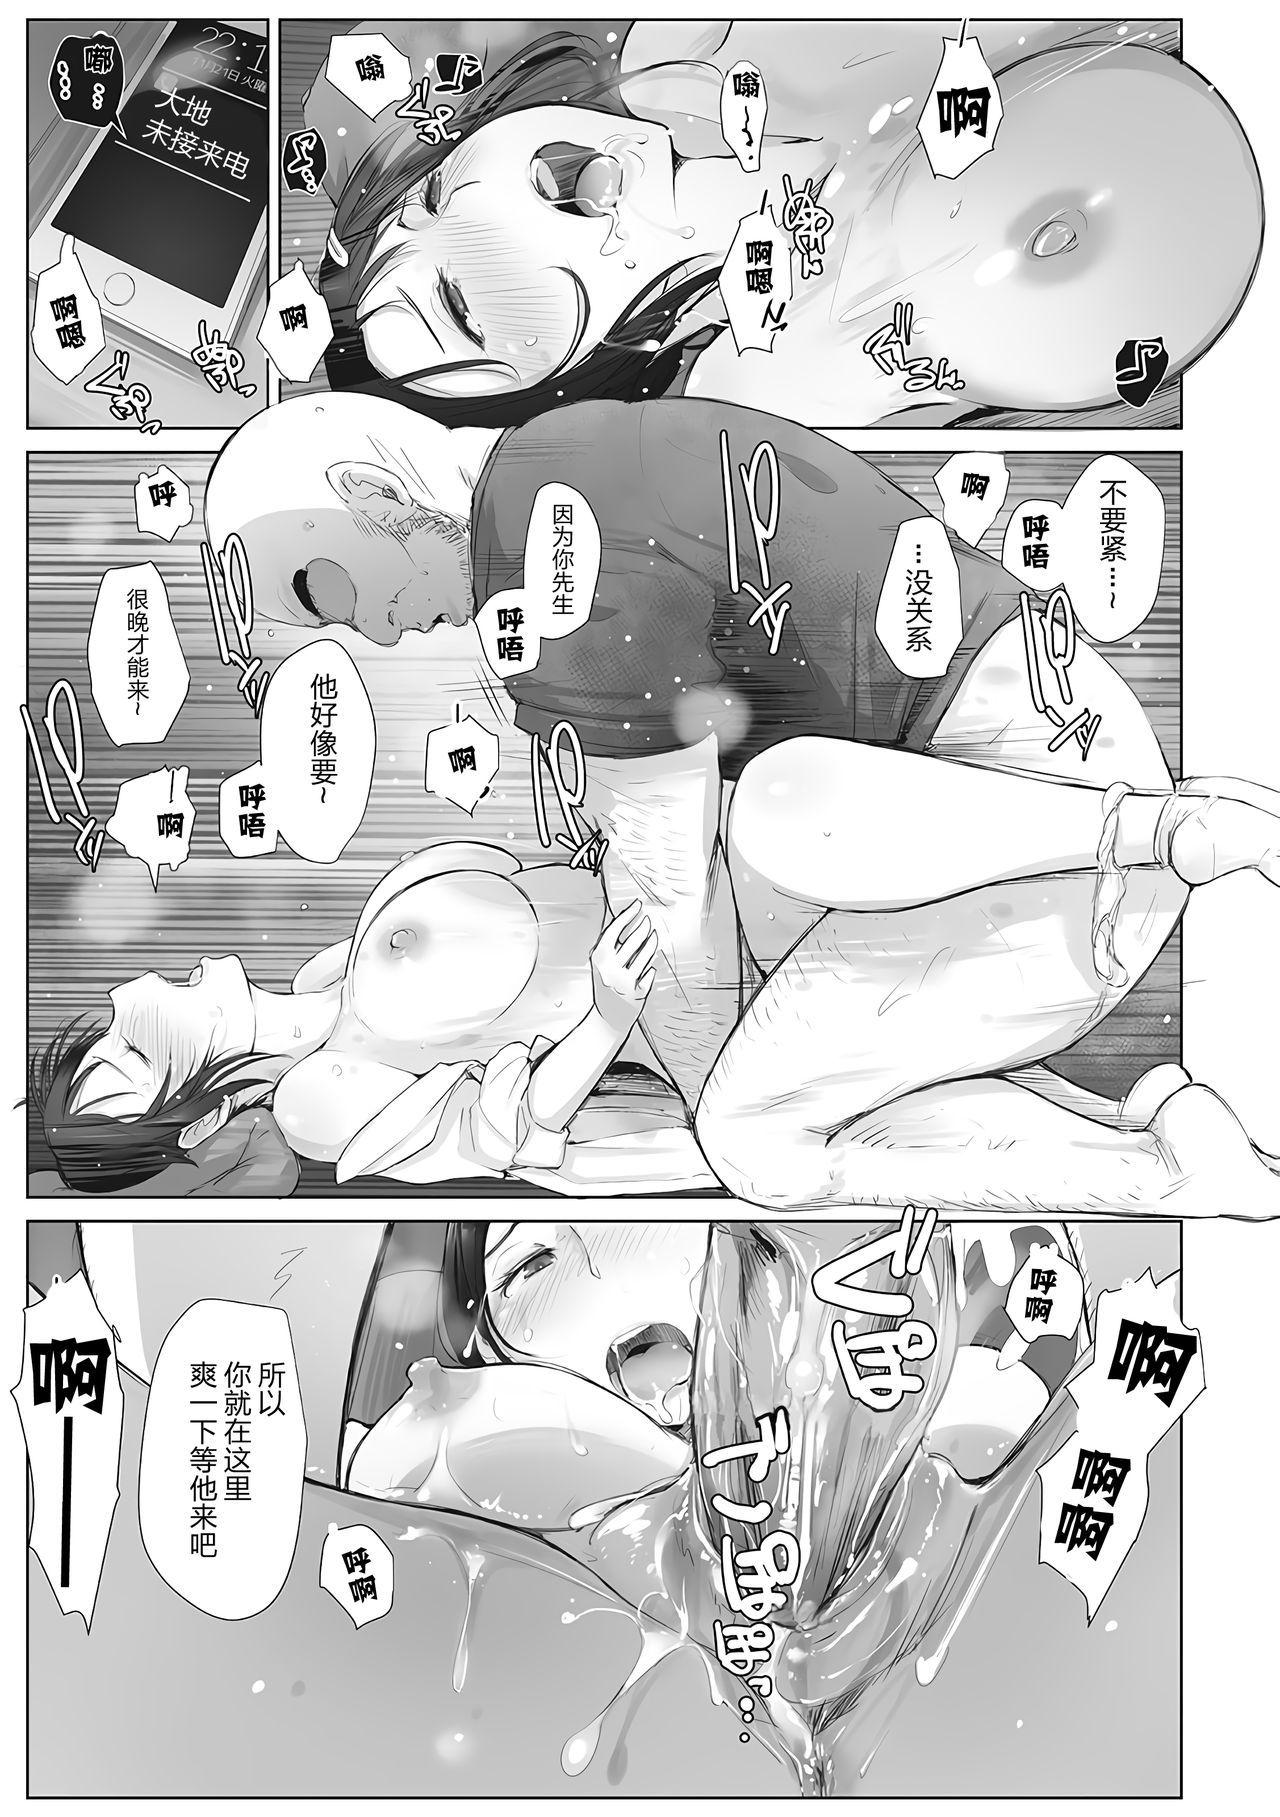 啊
嗡
嗡~~.
啊
嗯
啊
22:1
11月21日 火曜
大地
未接来电
嘟……
啊
嗯
不要紧…~
呼唔
啊
…没关系
因为你先生
呼唔
呼
他好像要~
呼唔
很晚才能来~
啊
啊
呼啊
啊
啊
啊
所以
你就在这里
爽一下等他来吧
呼啊
啊——